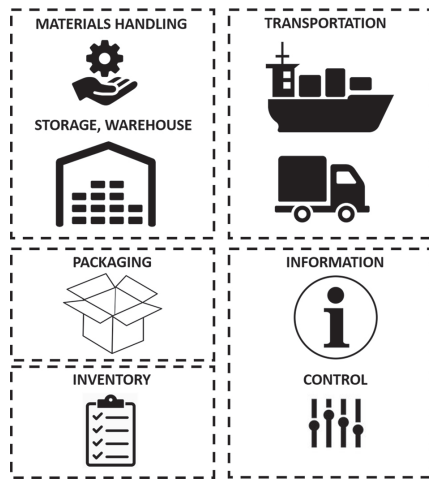 MATERIALS HANDLING
STORAGE, WAREHOUSE
TRANSPORTATION
PACKAGING
INVENTORY
INFORMATION
i
CONTROL